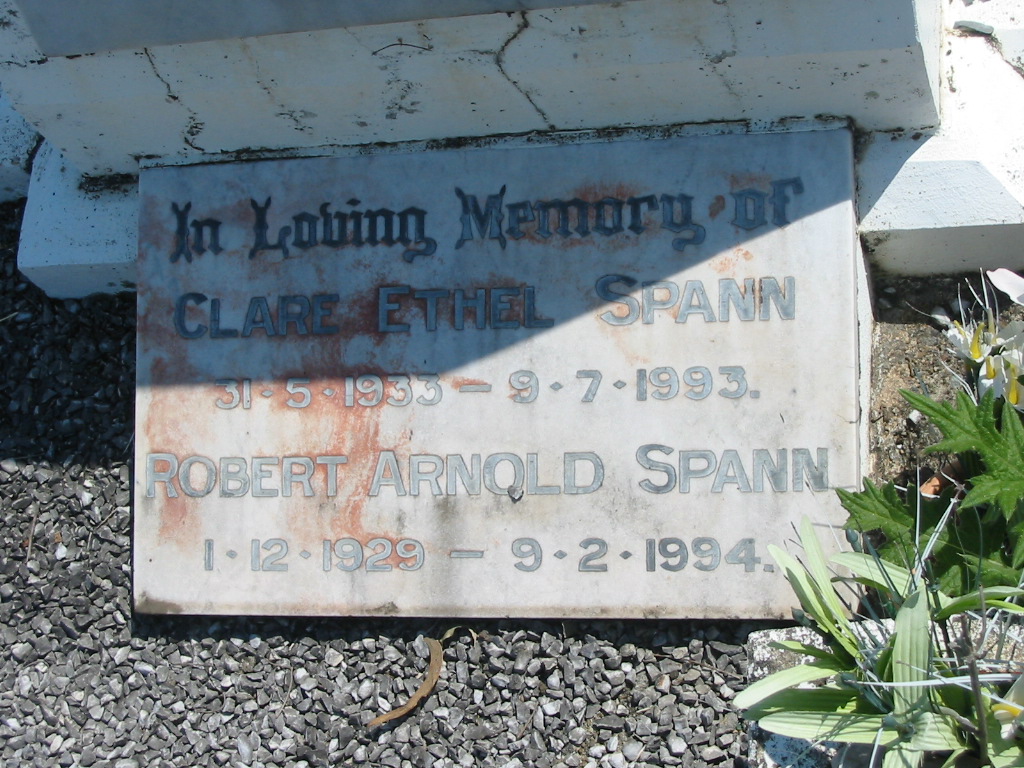 In Loving Memory of
CLARE ETHEL SPANN
31·5·1933 – 9·7·1993.
ROBERT ARNOLD SPANN
1·12·1929 – 9·2·1994.